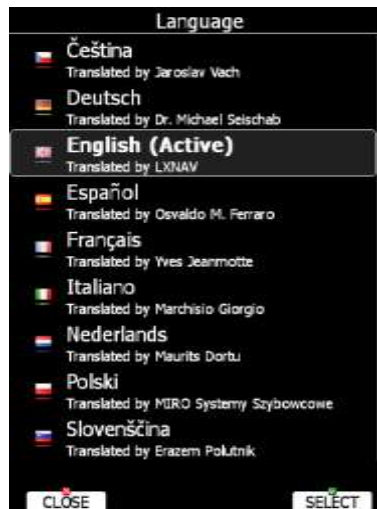 Language
Čeština
Translated by Jaroslav Vach
Deutsch
Translated by Dr. Michael Seischab
English (Active)
Translated by LXNAV
Español
Translated by Osvaldo M. Ferraro
Français
Translated by Yves Jeanmotte
Italiano
Translated by Marchisio Giorgio
Nederlands
Translated by Maurits Dortu
Polski
Translated by MIRO Systemy Szybowcowe
Slovenščina
Translated by Erazem Polutnik
CLOSE SELECT